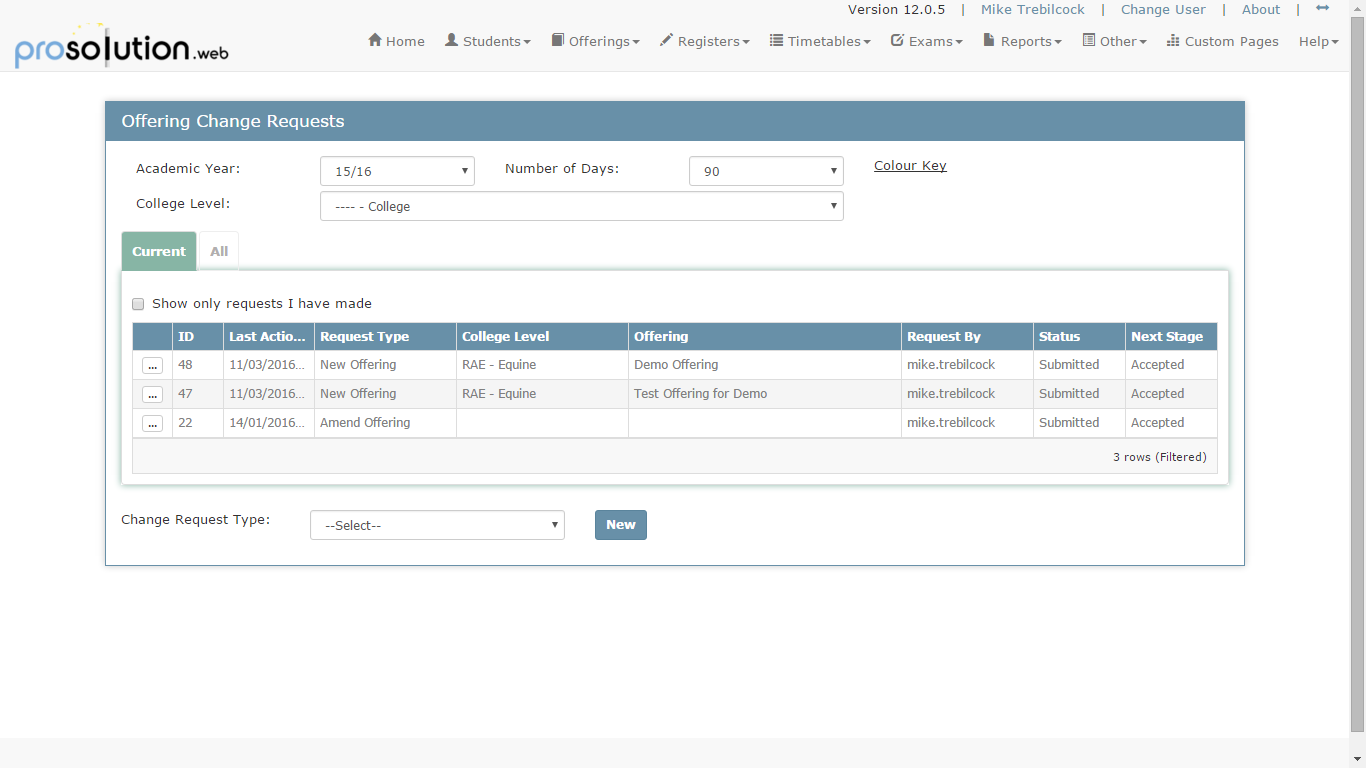 Version 12.0.5 | Mike Trebilcock | Change User | About |
prosolution.web
Home Students Offerings Registers Timetables Exams Reports Other Custom Pages Help
Offering Change Requests
Academic Year: 15/16 Number of Days: 90 Colour Key
College Level: ---- - College
Current All
Show only requests I have made
ID Last Actio... Request Type College Level Offering Request By Status Next Stage
... 48 11/03/2016... New Offering RAE - Equine Demo Offering mike.trebilcock Submitted Accepted
... 47 11/03/2016... New Offering RAE - Equine Test Offering for Demo mike.trebilcock Submitted Accepted
... 22 14/01/2016... Amend Offering mike.trebilcock Submitted Accepted
3 rows (Filtered)
Change Request Type: --Select-- New